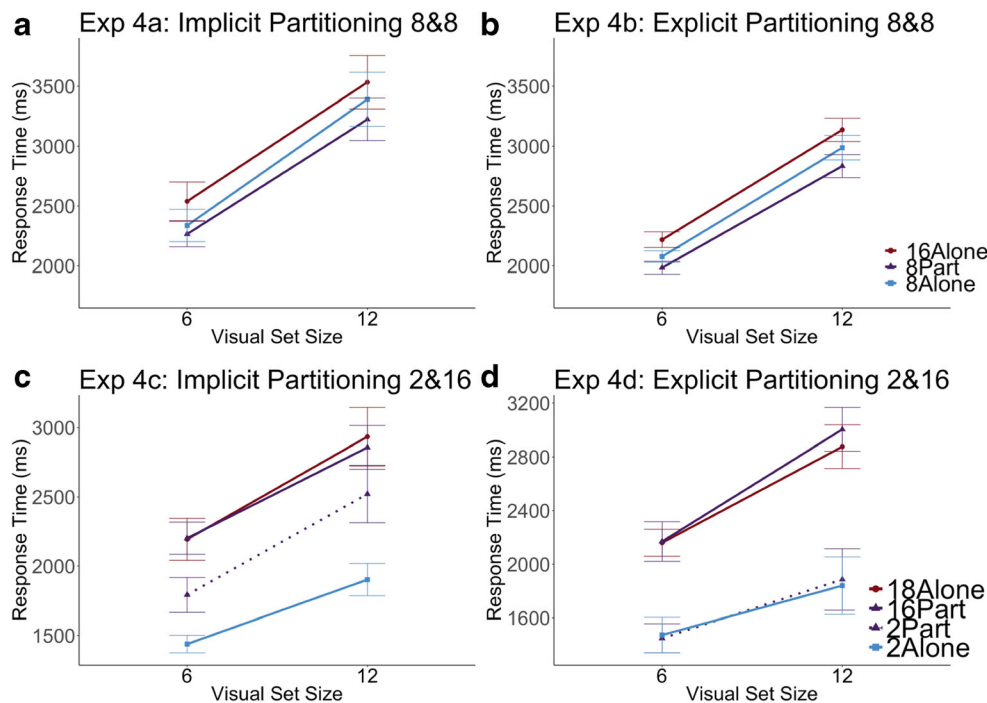 a Exp 4a: Implicit Partitioning 8&8
Response Time (ms)
3500
3000
2500
2000
6 12
Visual Set Size
b Exp 4b: Explicit Partitioning 8&8
Response Time (ms)
3500
3000
2500
2000
16Alone
8Part
8Alone
6 12
Visual Set Size
c Exp 4c: Implicit Partitioning 2&16
Response Time (ms)
3000
2500
2000
1500
6 12
Visual Set Size
d Exp 4d: Explicit Partitioning 2&16
Response Time (ms)
3200
2800
2400
2000
1600
18Alone
16Part
2Part
2Alone
6 12
Visual Set Size